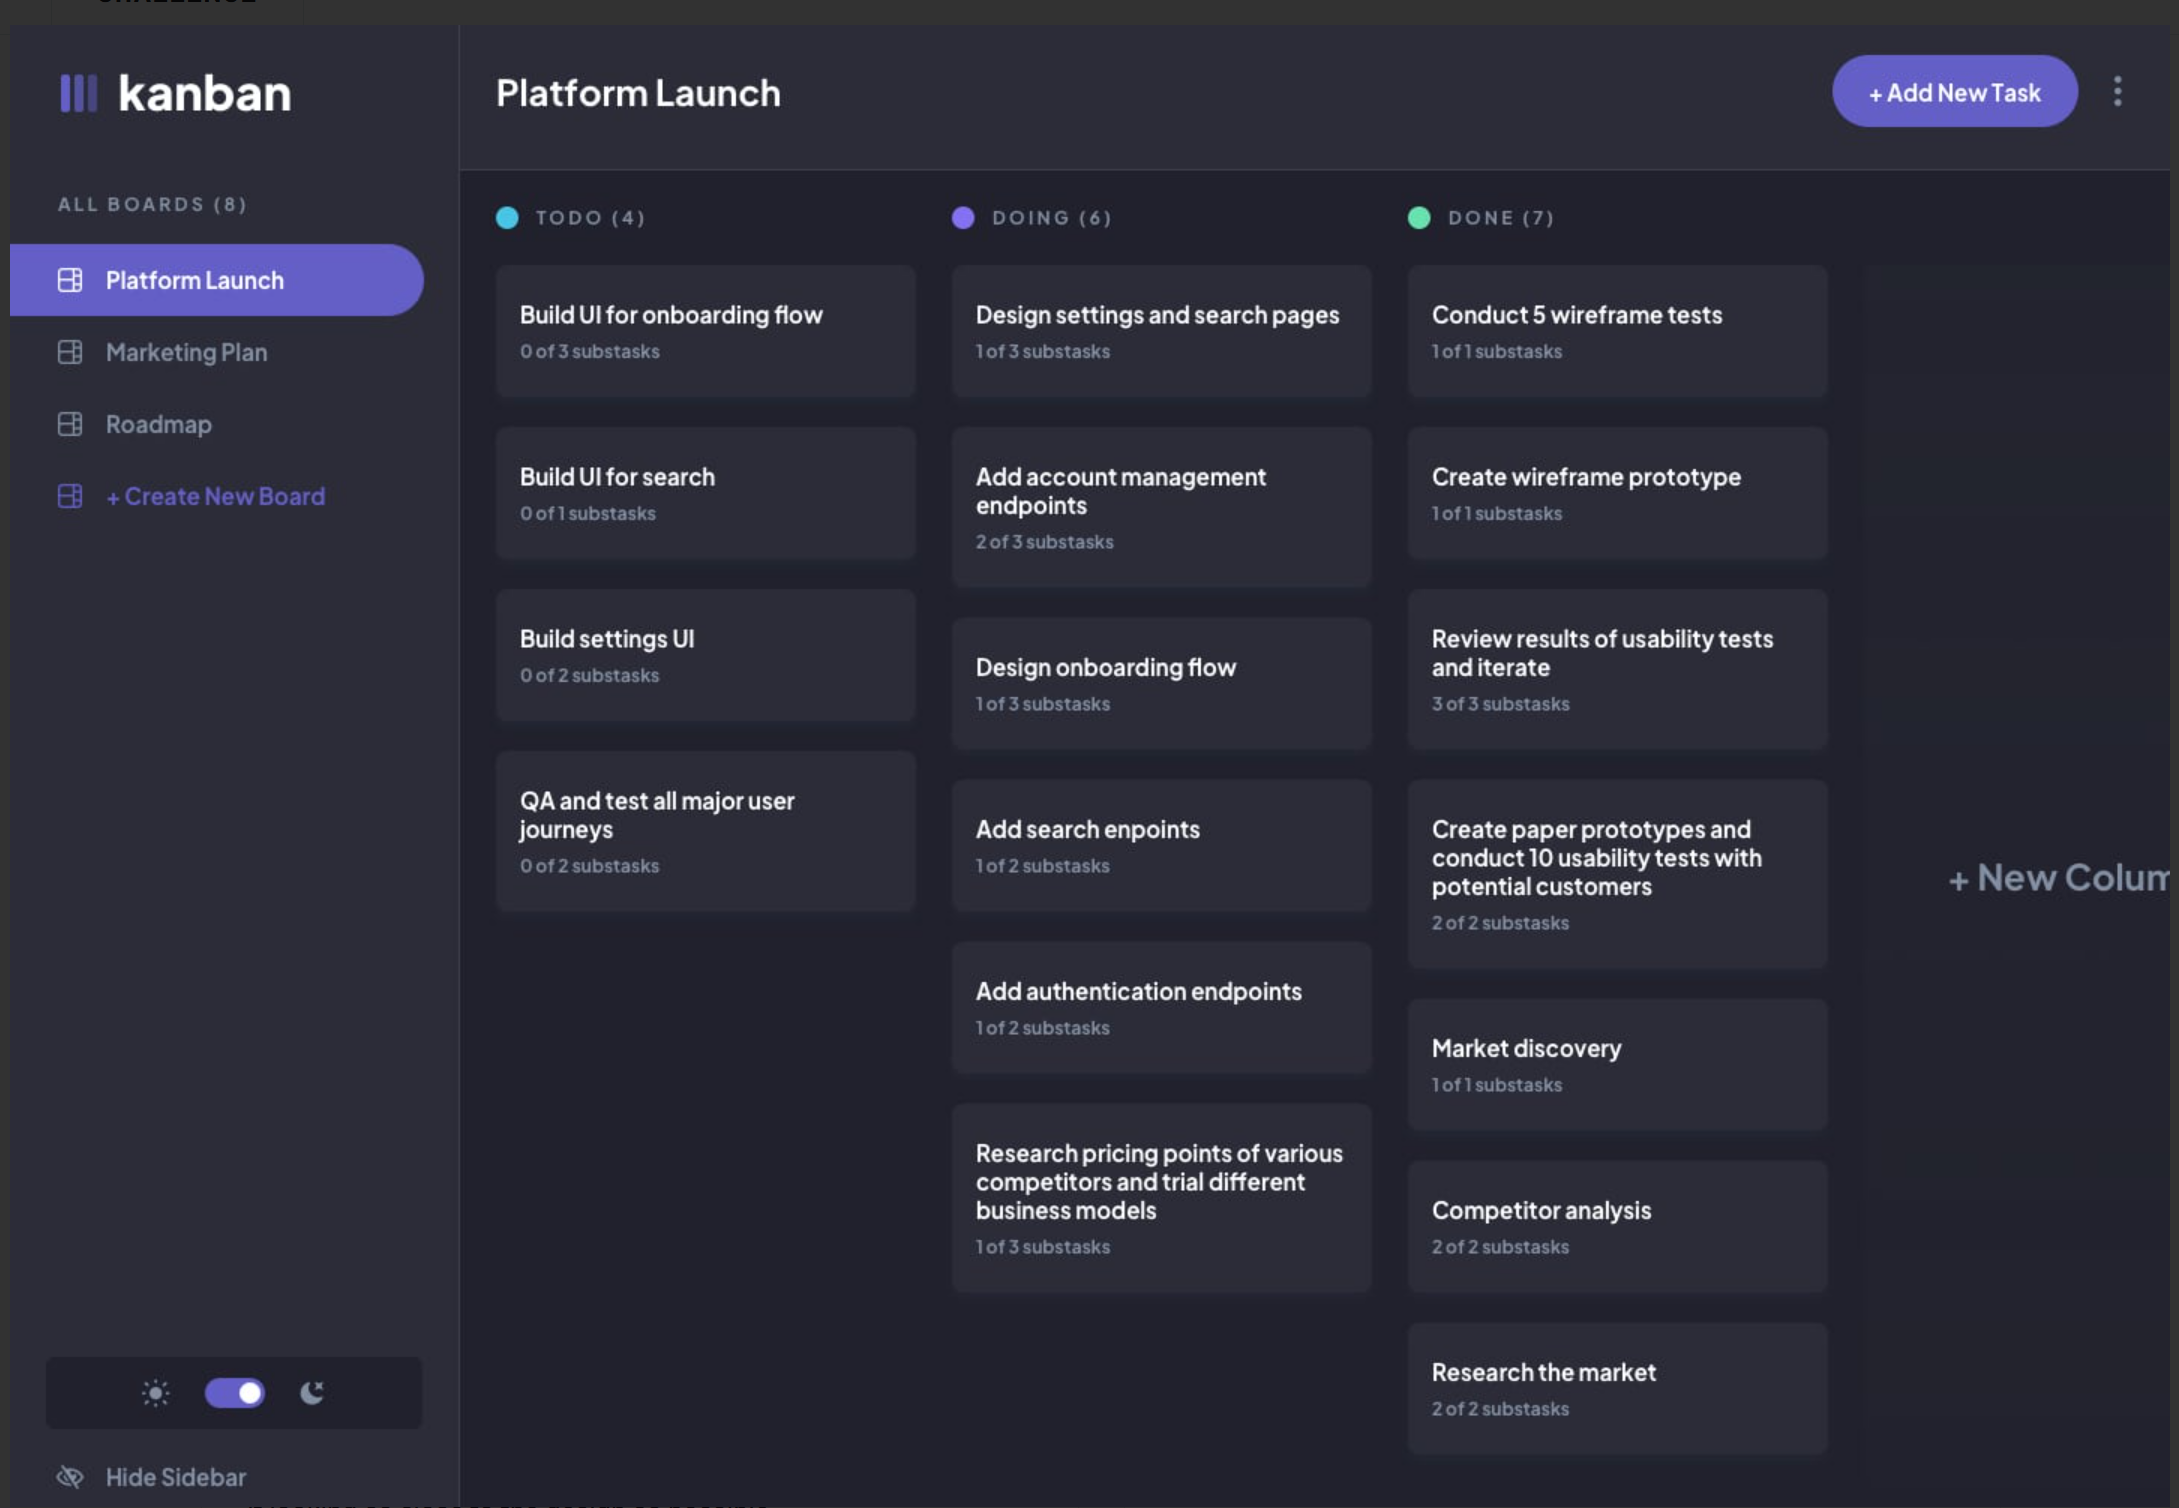 kanban
Platform Launch
+ Add New Task
ALL BOARDS (8)
Platform Launch
Marketing Plan
Roadmap
+ Create New Board
Hide Sidebar
TODO (4)
Build UI for onboarding flow
0 of 3 substasks
Build UI for search
0 of 1 substasks
Build settings UI
0 of 2 substasks
QA and test all major user
journeys
0 of 2 substasks
DOING (6)
Design settings and search pages
1 of 3 substasks
Add account management
endpoints
2 of 3 substasks
Design onboarding flow
1 of 3 substasks
Add search enpoints
1 of 2 substasks
Add authentication endpoints
1 of 2 substasks
Research pricing points of various
competitors and trial different
business models
1 of 3 substasks
DONE (7)
Conduct 5 wireframe tests
1 of 1 substasks
Create wireframe prototype
1 of 1 substasks
Review results of usability tests
and iterate
3 of 3 substasks
Create paper prototypes and
conduct 10 usability tests with
potential customers
2 of 2 substasks
Market discovery
1 of 1 substasks
Competitor analysis
2 of 2 substasks
Research the market
2 of 2 substasks
+ New Colum